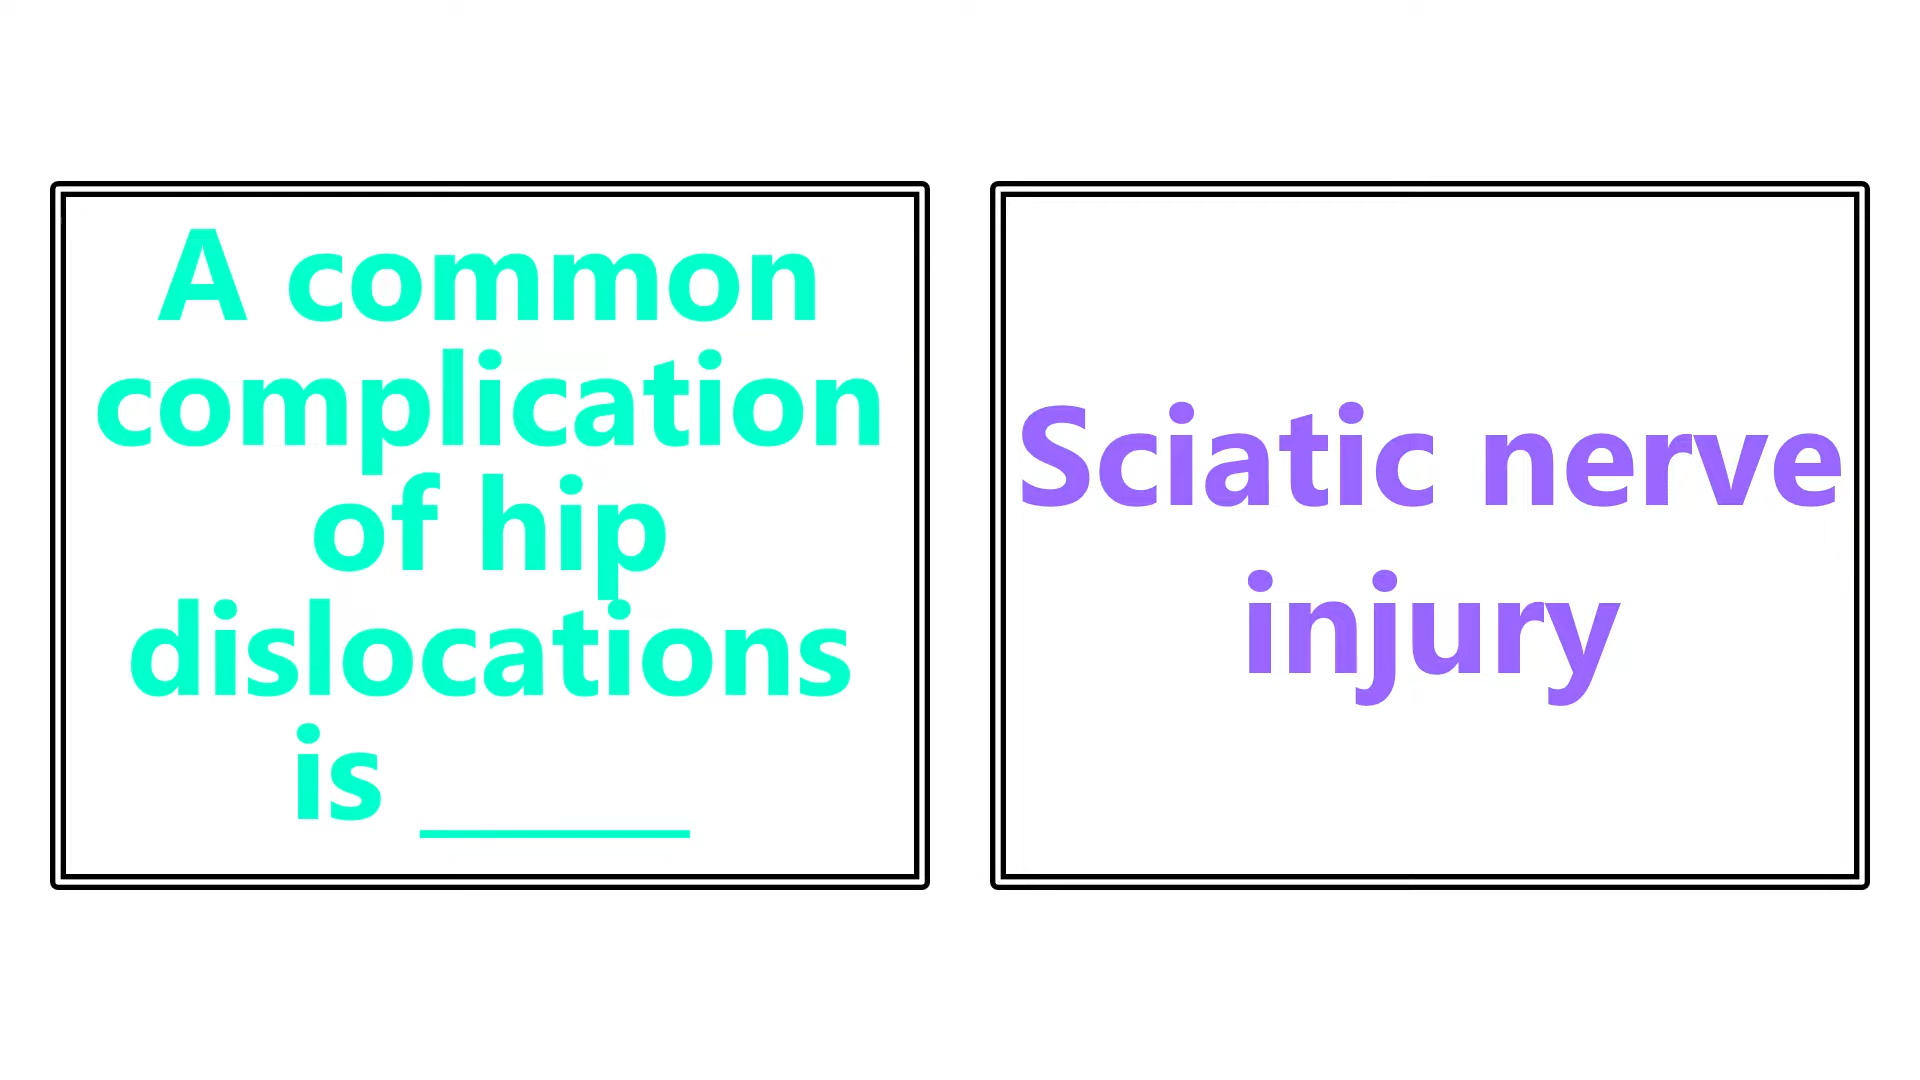 A common
complication
of hip
dislocations
is _____
Sciatic nerve
injury